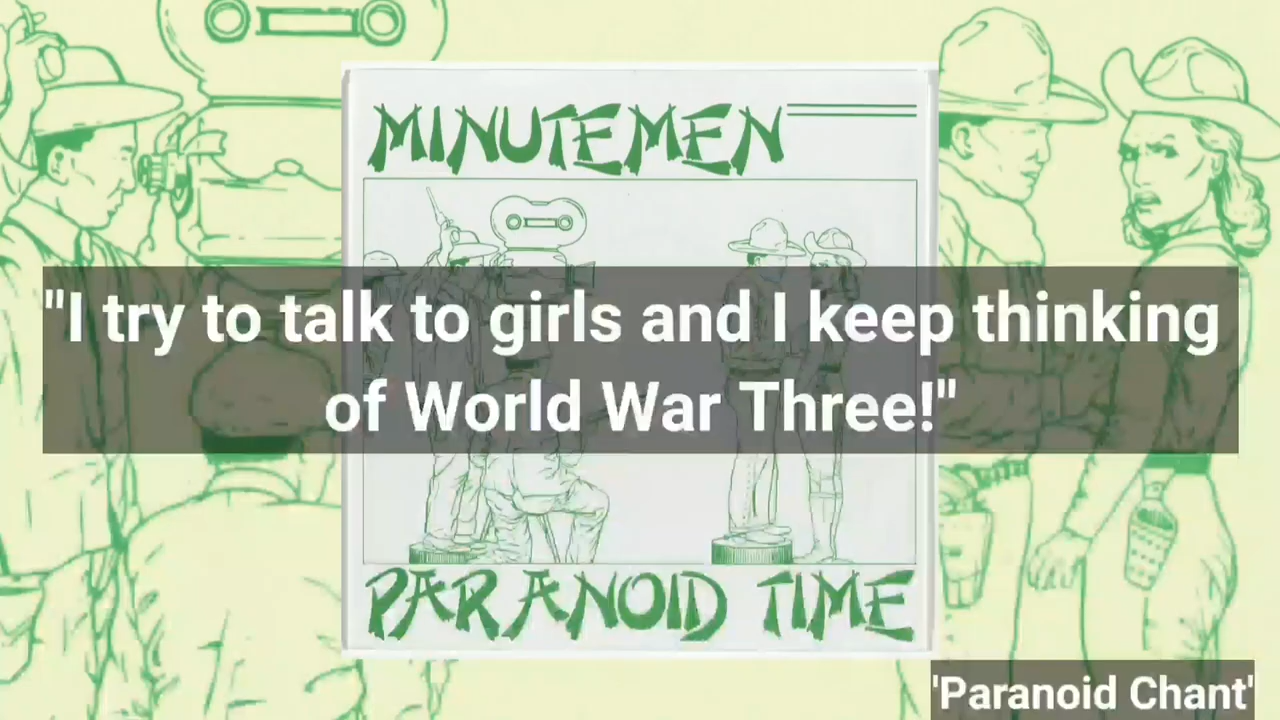 MINUTEMEN
"I try to talk to girls and I keep thinking
of World War Three!"
PARANOID TIME
'Paranoid Chant'